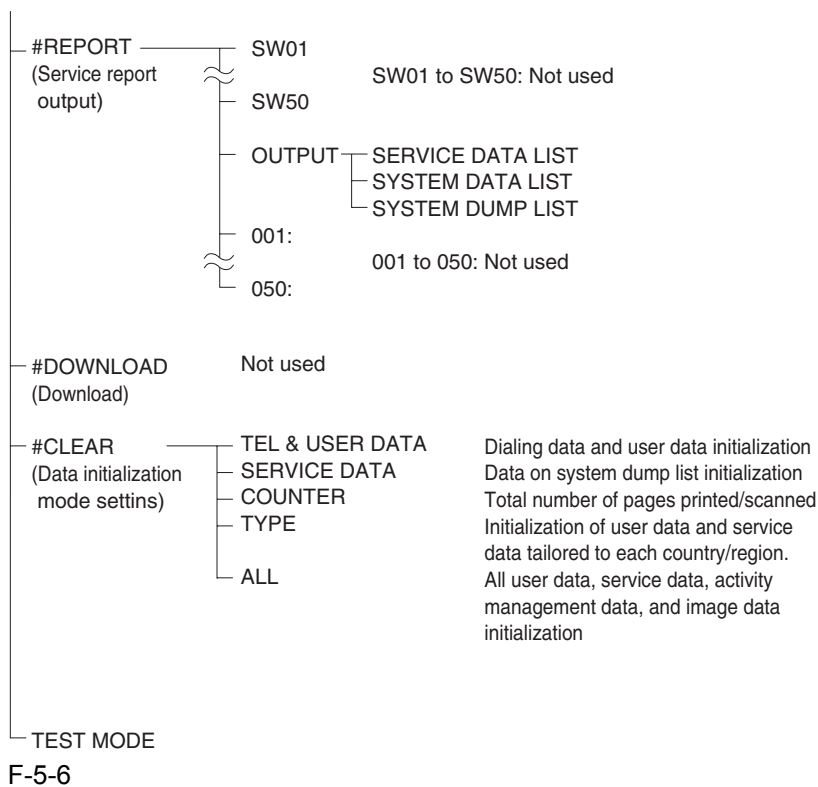 #REPORT SW01
(Service report
output)
SW01 to SW50: Not used
SW50
OUTPUT SERVICE DATA LIST
SYSTEM DATA LIST
SYSTEM DUMP LIST
001:
001 to 050: Not used
050:
#DOWNLOAD Not used
(Download)
#CLEAR TEL & USER DATA Dialing data and user data initialization
(Data initialization SERVICE DATA Data on system dump list initialization
mode settins) COUNTER Total number of pages printed/scanned
TYPE Initialization of user data and service
data tailored to each country/region.
ALL All user data, service data, activity
management data, and image data
initialization
TEST MODE
F-5-6